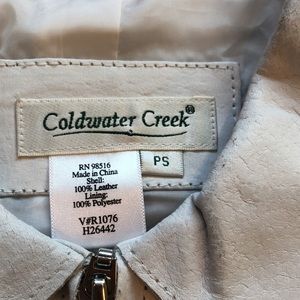 Coldwater Creek®
PS
RN 98516
Made in China
Shell:
100% Leather
Lining:
100% Polyester
V#R1076
H26442